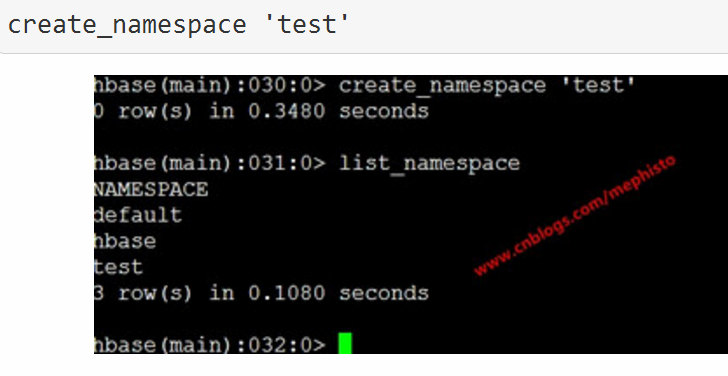 create_namespace 'test'
hbase(main):030:0> create_namespace 'test'
0 row(s) in 0.3480 seconds
hbase(main):031:0> list_namespace
NAMESPACE
default
hbase
test
3 row(s) in 0.1080 seconds
hbase(main):032:0>
www.cnblogs.com/mephisto